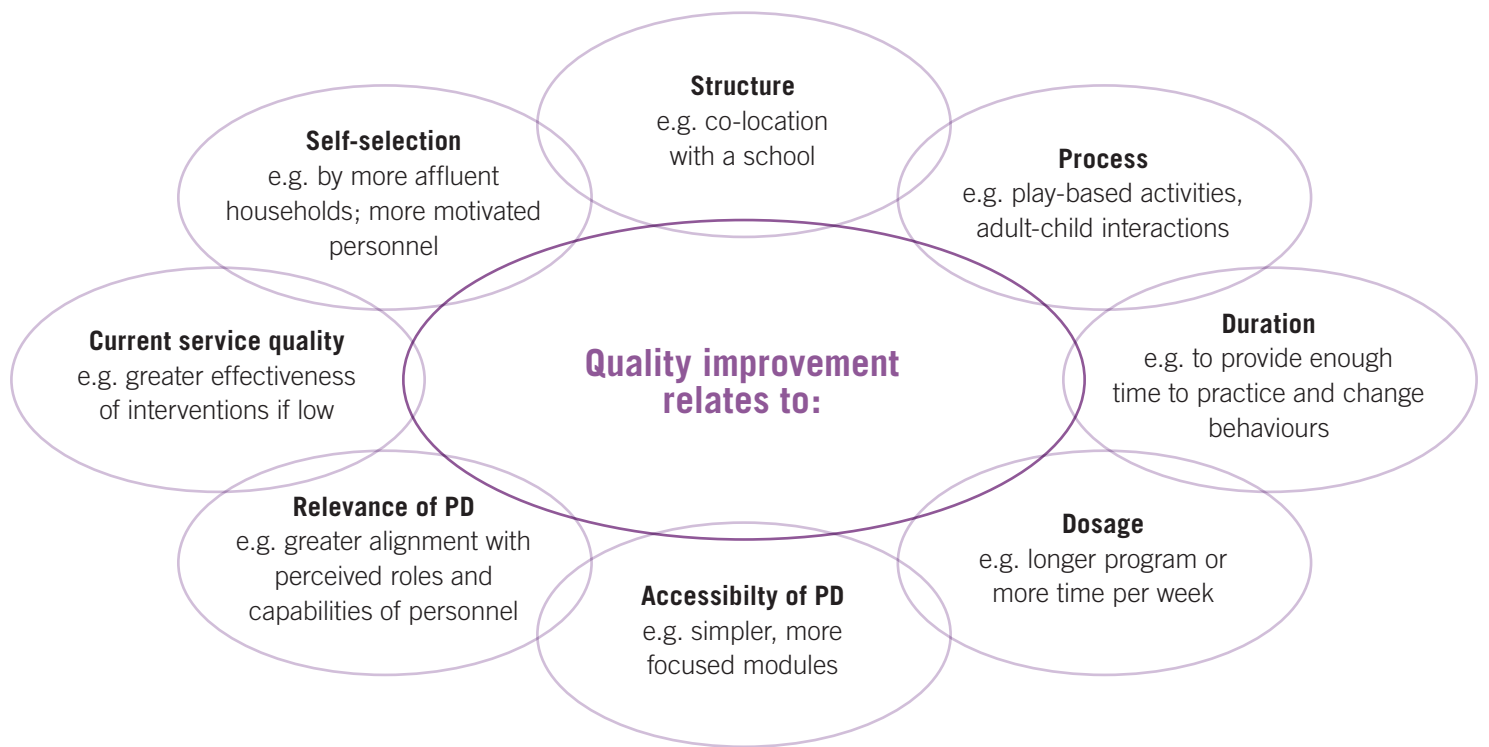 Structure
e.g. co-location
with a school
Process
e.g. play-based activities,
adult-child interactions
Duration
e.g. to provide enough
time to practice and change
behaviours
Dosage
e.g. longer program or
more time per week
Accessibilty of PD
e.g. simpler, more
focused modules
Relevance of PD
e.g. greater alignment with
perceived roles and
capabilities of personnel
Current service quality
e.g. greater effectiveness
of interventions if low
Self-selection
e.g. by more affluent
households; more motivated
personnel
Quality improvement
relates to: